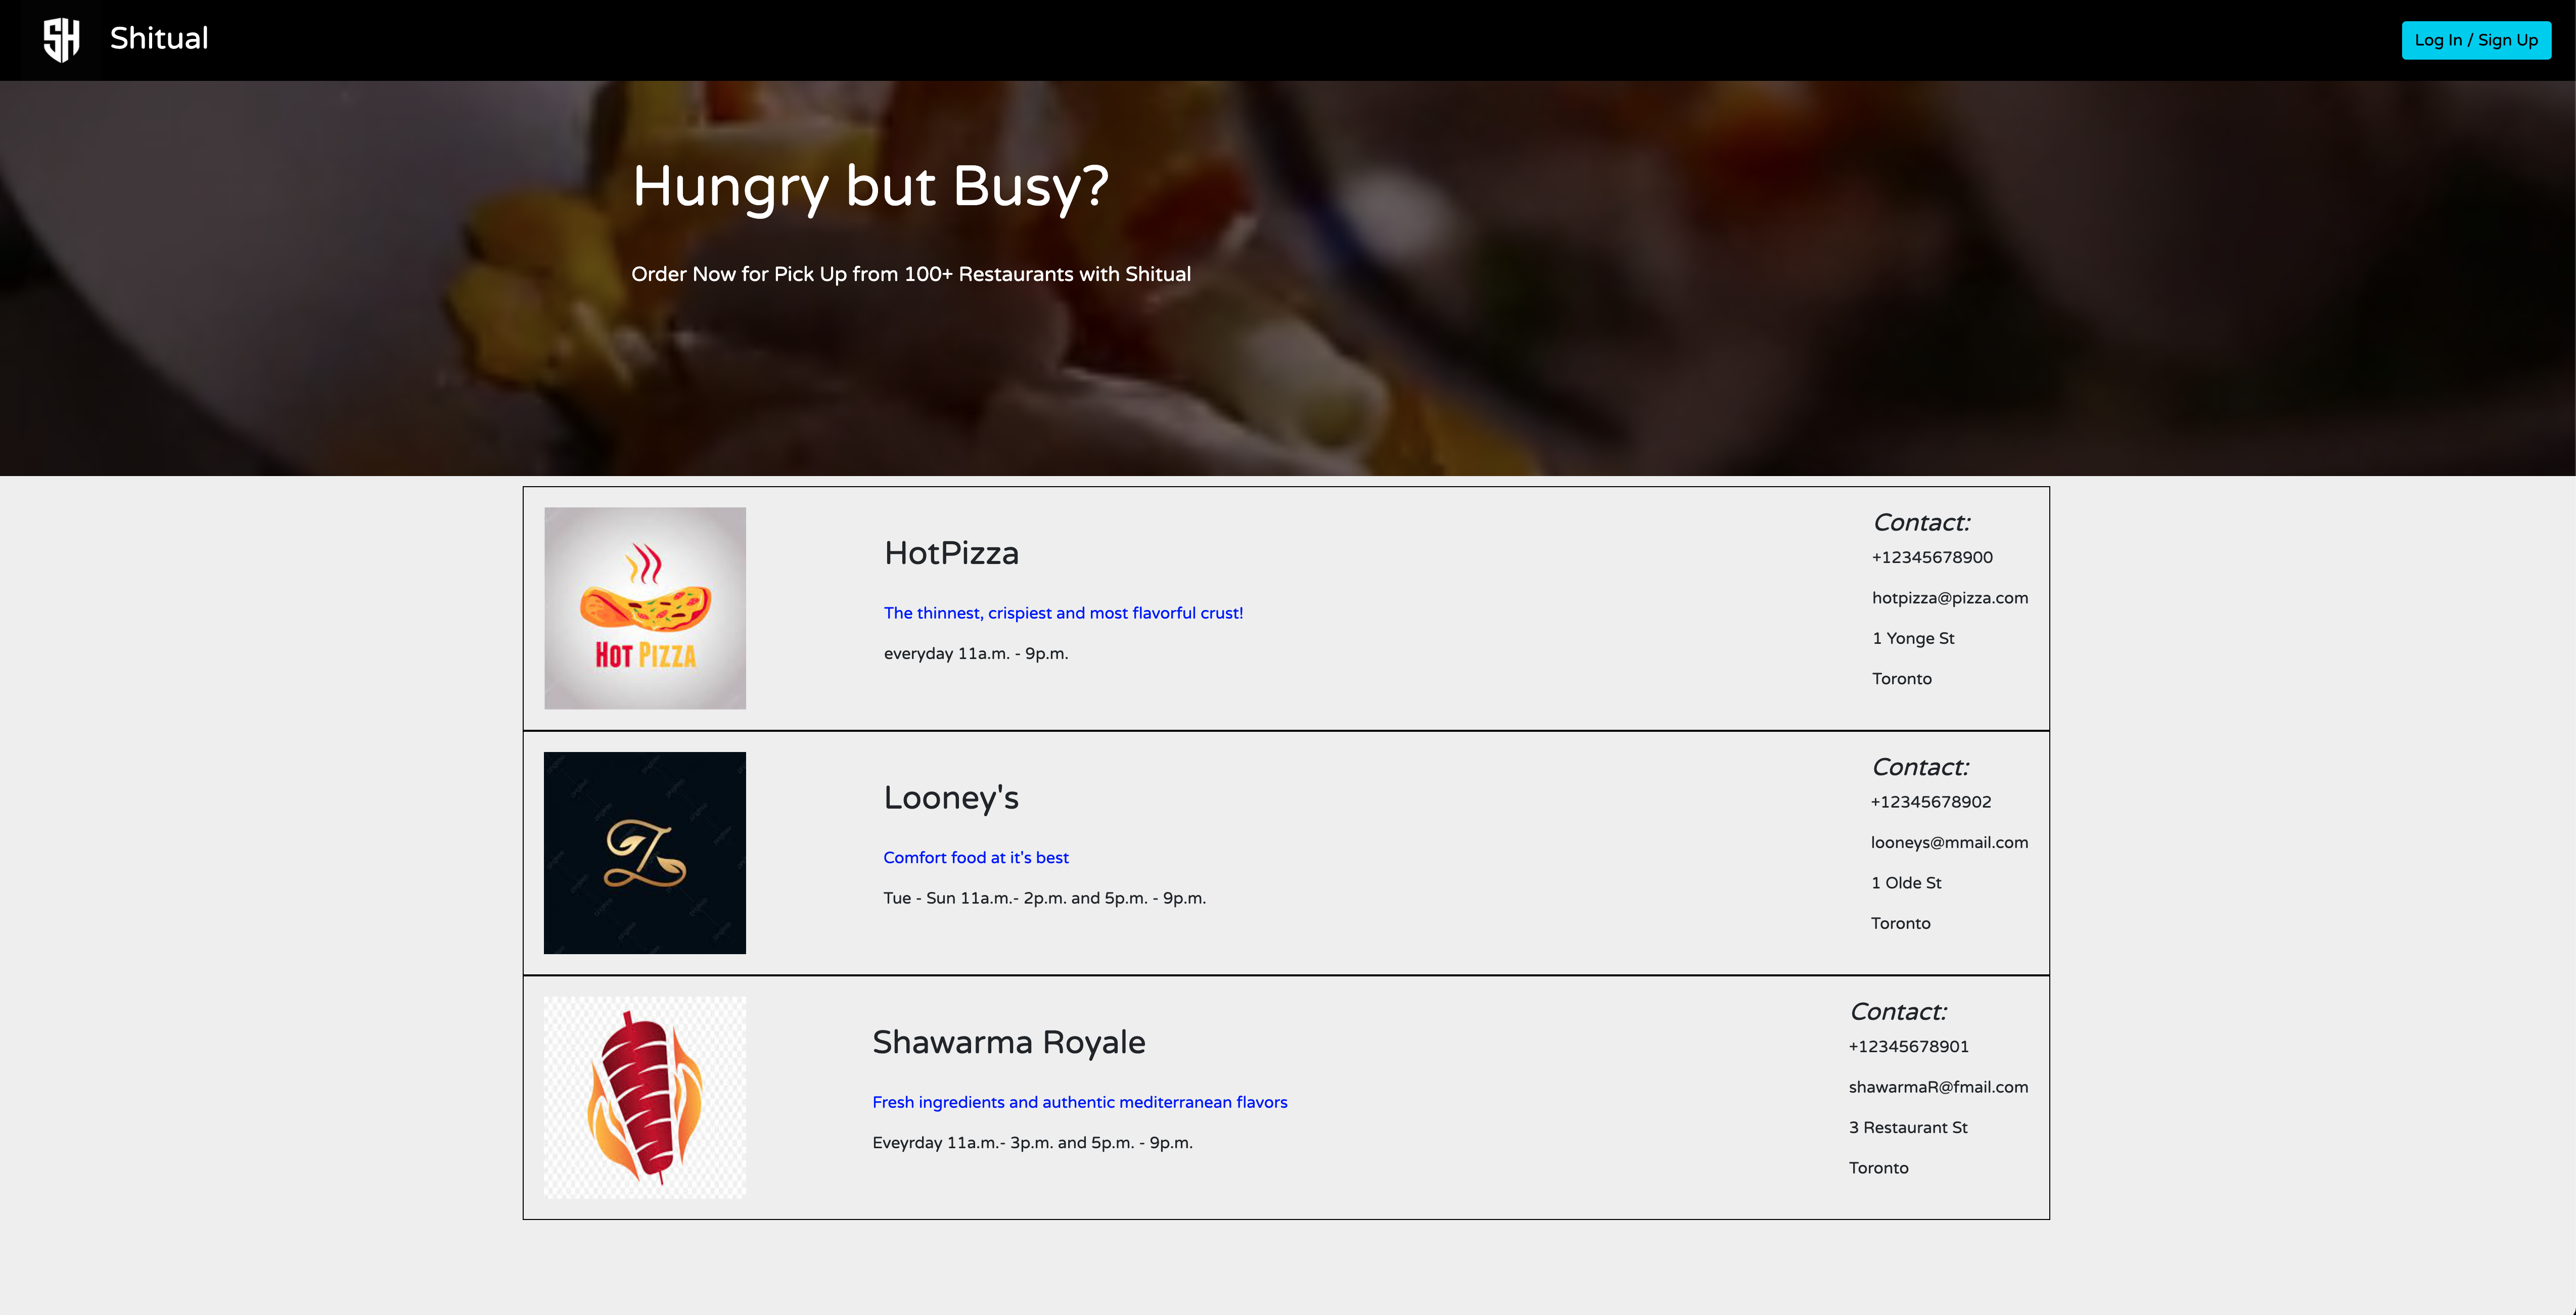 SH Shitual
Log In / Sign Up
Hungry but Busy?
Order Now for Pick Up from 100+ Restaurants with Shitual
HOT PIZZA
HotPizza
The thinnest, crispiest and most flavorful crust!
everyday 11a.m. - 9p.m.
Contact:
+12345678900
hotpizza@pizza.com
1 Yonge St
Toronto
L
Looney's
Comfort food at it's best
Tue - Sun 11a.m.- 2p.m. and 5p.m. - 9p.m.
Contact:
+12345678902
looneys@mmail.com
1 Olde St
Toronto
Shawarma Royale
Fresh ingredients and authentic mediterranean flavors
Eveyrday 11a.m.- 3p.m. and 5p.m. - 9p.m.
Contact:
+12345678901
shawarmaR@fmail.com
3 Restaurant St
Toronto